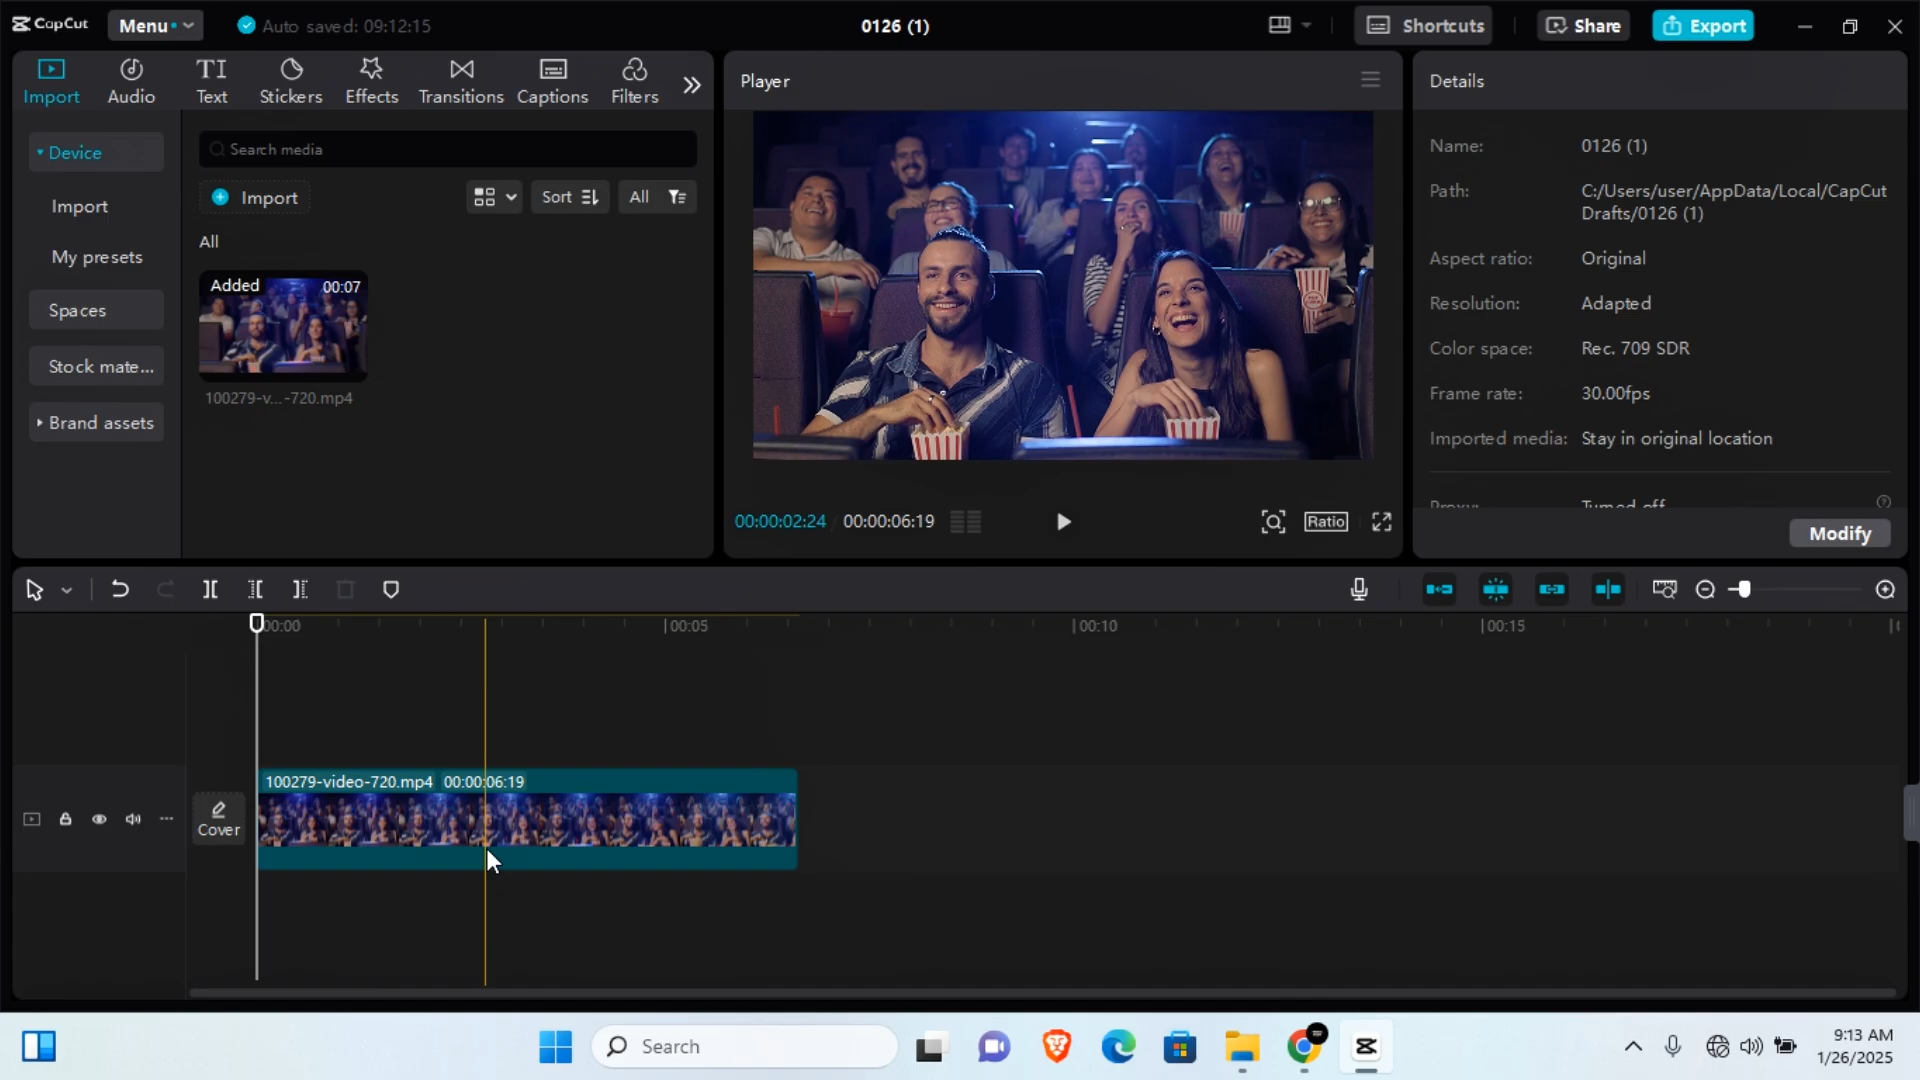 CapCut
Menu
Auto saved: 09:12:15
0126 (1)
Shortcuts
Share
Export
Import
Audio
TI
Text
Stickers
Effects
Transitions
Captions
Filters
Device
Import
My presets
Spaces
Stock mate...
Brand assets
Search media
Import
Sort
All
All
Added
00:07
100279-v...-720.mp4
Player
00:00:02:24
00:00:06:19
Ratio
Details
Name: 0126 (1)
Path: C:/Users/user/AppData/Local/CapCut
Drafts/0126 (1)
Aspect ratio: Original
Resolution: Adapted
Color space: Rec. 709 SDR
Frame rate: 30.00fps
Imported media: Stay in original location
Proxy: Turned off
Modify
00:00
00:05
00:10
00:15
Cover
100279-video-720.mp4 00:00:06:19
Search
9:13 AM
1/26/2025